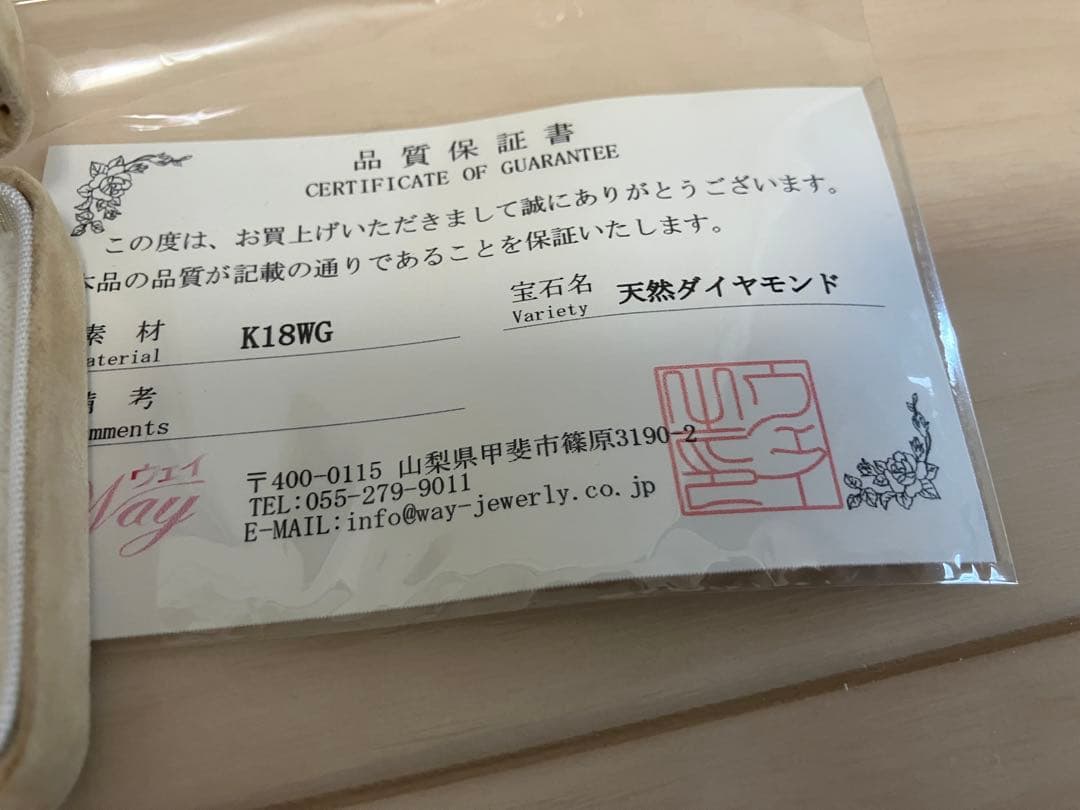 品質保証書
CERTIFICATE OF GUARANTEE
この度は、お買上げいただきまして誠にありがとうございます。
本品の品質が記載の通りであることを保証いたします。
素材 K18WG
aterial
宝石名 天然ダイヤモンド
Variety
備考
mments
ウェイ
Way
〒400-0115 山梨県甲斐市篠原3190-2
TEL:055-279-9011
E-MAIL:info@way-jewerly.co.jp